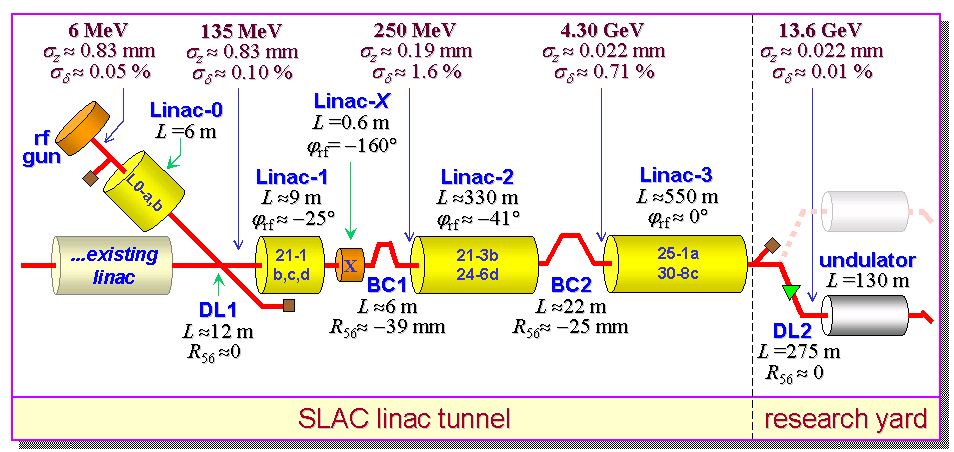 6 MeV
σz ≈ 0.83 mm
σδ ≈ 0.05 %
135 MeV
σz ≈ 0.83 mm
σδ ≈ 0.10 %
250 MeV
σz ≈ 0.19 mm
σδ ≈ 1.6 %
4.30 GeV
σz ≈ 0.022 mm
σδ ≈ 0.71 %
13.6 GeV
σz ≈ 0.022 mm
σδ ≈ 0.01 %
rf
gun
Linac-0
L =6 m
L0-a,b
Linac-X
L =0.6 m
φrf= −160°
Linac-1
L ≈9 m
φrf ≈ −25°
Linac-2
L ≈330 m
φrf ≈ −41°
Linac-3
L ≈550 m
φrf ≈ 0°
...existing
linac
21-1
b,c,d
X
21-3b
24-6d
25-1a
30-8c
undulator
L =130 m
DL1
L ≈12 m
R56 ≈0
BC1
L ≈6 m
R56≈ −39 mm
BC2
L ≈22 m
R56≈ −25 mm
DL2
L =275 m
R56 ≈ 0
SLAC linac tunnel
research yard